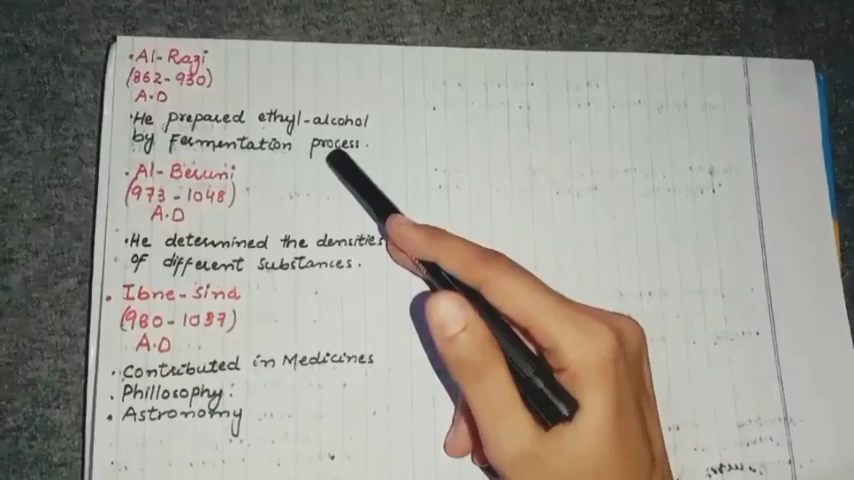 • Al-Razi
(862-930)
A.D
• He prepared ethyl-alcohol
by Fermentation process.
• Al-Beruni
(973-1048)
A.D
• He determined the densities
of different substances.
• Ibne-Sina
(980-1037)
A.D
• Contributed in Medicines
• Phillosophy.
• Astronomy